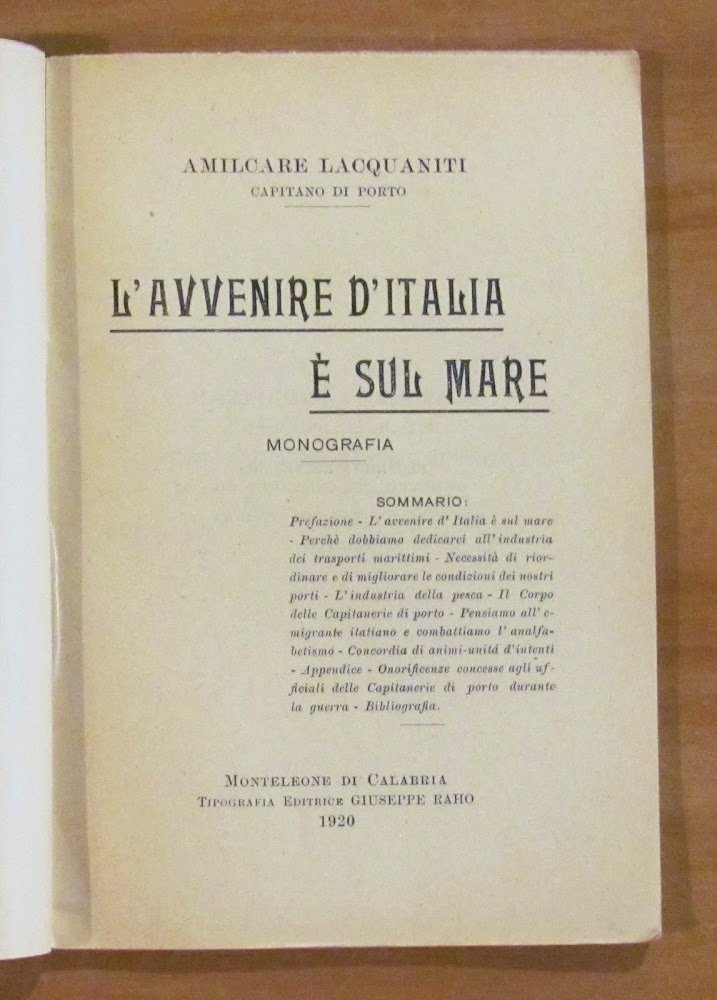 AMILCARE LACQUANITI
CAPITANO DI PORTO
L'AVVENIRE D'ITALIA
È SUL MARE
MONOGRAFIA
SOMMARIO:
Prefazione - L'avvenire d'Italia è sul mare
- Perchè dobbiamo dedicarci all'industria
dei trasporti marittimi - Necessità di rior-
dinare e di migliorare le condizioni dei nostri
porti - L'industria della pesca - Il Corpo
delle Capitanerie di porto - Pensiamo all'e-
migrante itatiano e combattiamo l'analfa-
betismo - Concordia di animi-unità d'intenti
- Appendice - Onorificenze concesse agli uf-
ficiali delle Capitanerie di porto durante
la guerra - Bibliografia.
MONTELEONE DI CALABRIA
TIPOGRAFIA EDITRICE GIUSEPPE RAHO
1920